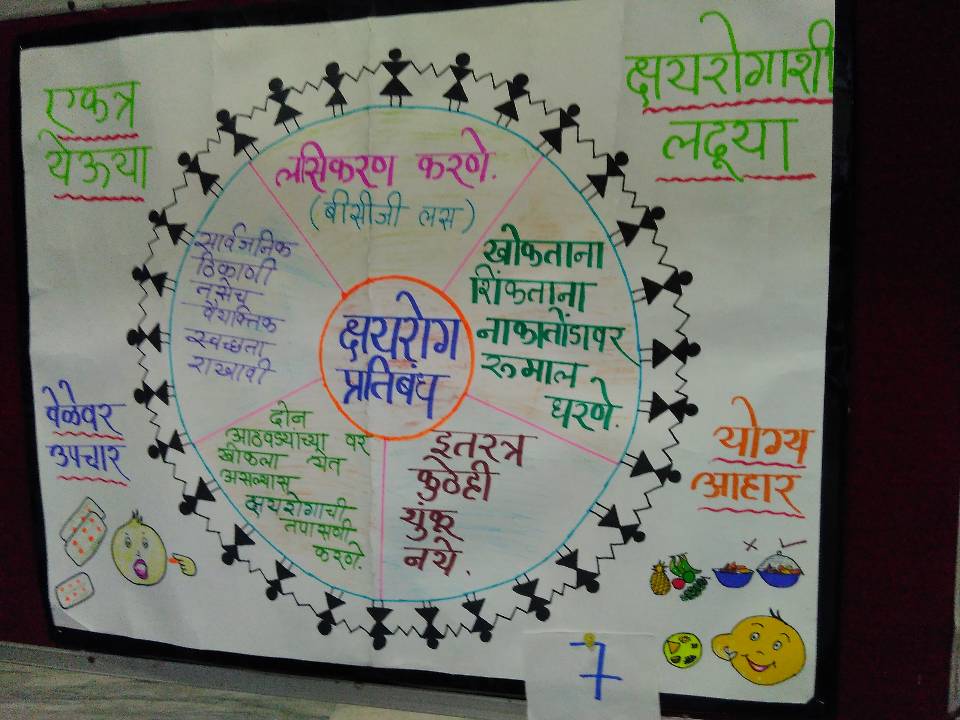 एकत्र
येऊया
क्षयरोगाशी
लढूया
लसिकरण करणे.
(बीसीजी लस)
खोकताना
शिंकताना
नाकातोंडावर
रूमाल
धरणे.
इतरत्र
कुठेही
थुंकू
नये.
दोन
आठवड्याच्या वर
खोकला येत
असल्यास
क्षयरोगाची
तपासणी
करणे.
सार्वजनिक
ठिकाणी
तसेच
वैयक्तिक
स्वच्छता
राखावी
क्षयरोग
प्रतिबंध
वेळेवर
उपचार
योग्य
आहार
7